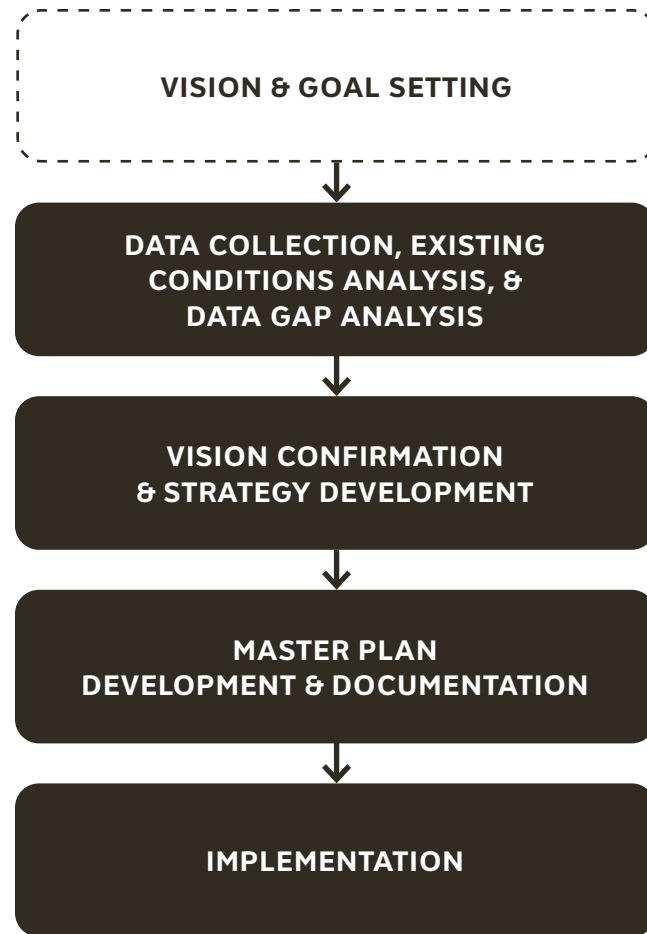 VISION & GOAL SETTING
DATA COLLECTION, EXISTING
CONDITIONS ANALYSIS, &
DATA GAP ANALYSIS
VISION CONFIRMATION
& STRATEGY DEVELOPMENT
MASTER PLAN
DEVELOPMENT & DOCUMENTATION
IMPLEMENTATION